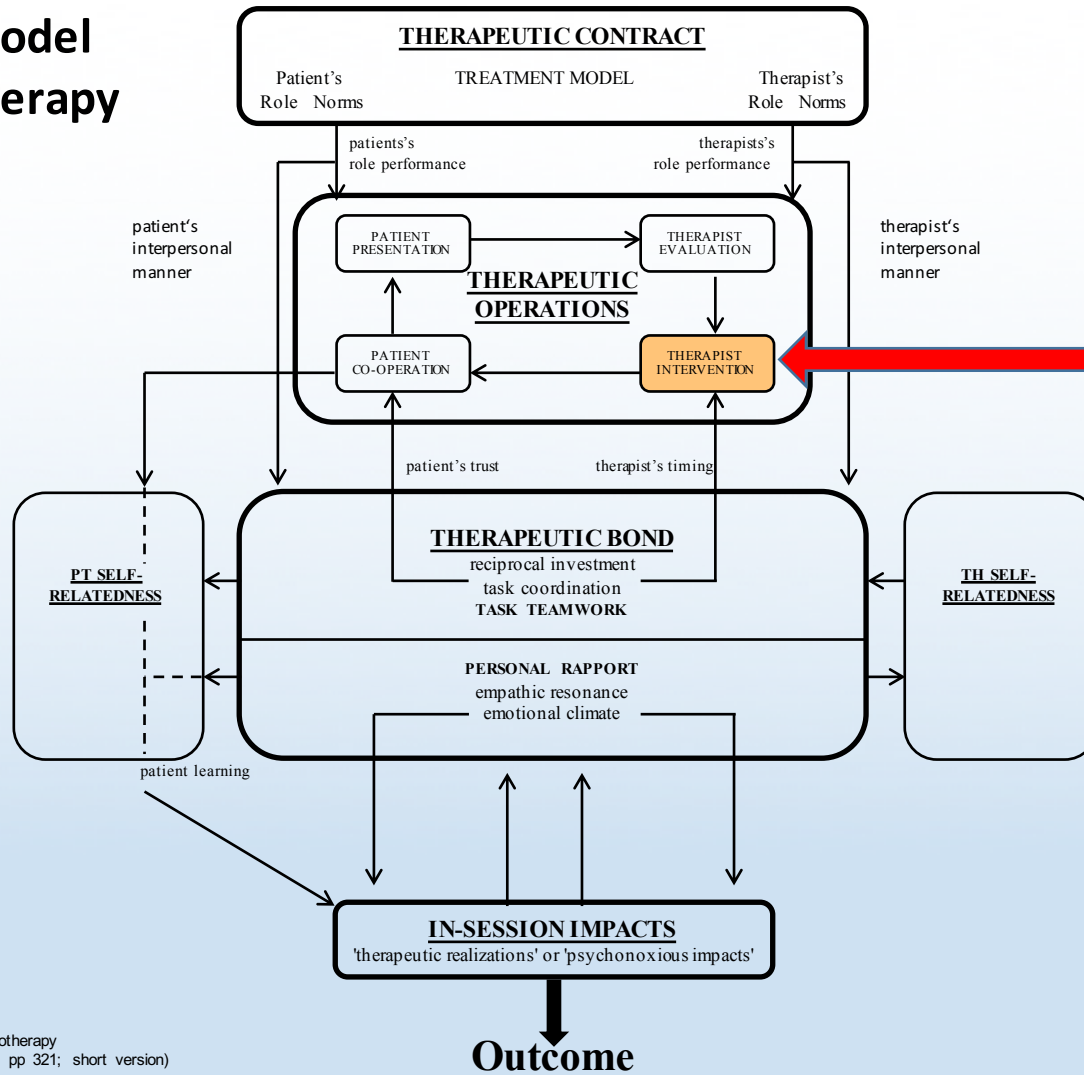 odel
erapy
THERAPEUTIC CONTRACT
Patient's
Role Norms
TREATMENT MODEL
Therapist's
Role Norms
patients's
role performance
therapists's
role performance
patient‘s
interpersonal
manner
therapist‘s
interpersonal
manner
PATIENT
PRESENTATION
THERAPIST
EVALUATION
THERAPEUTIC
OPERATIONS
PATIENT
CO-OPERATION
THERAPIST
INTERVENTION
patient's trust
therapist's timing
THERAPEUTIC BOND
reciprocal investment
task coordination
TASK TEAMWORK
PT SELF-
RELATEDNESS
TH SELF-
RELATEDNESS
PERSONAL RAPPORT
empathic resonance
emotional climate
patient learning
IN-SESSION IMPACTS
'therapeutic realizations' or 'psychonoxious impacts'
Outcome
otherapy
pp 321; short version)